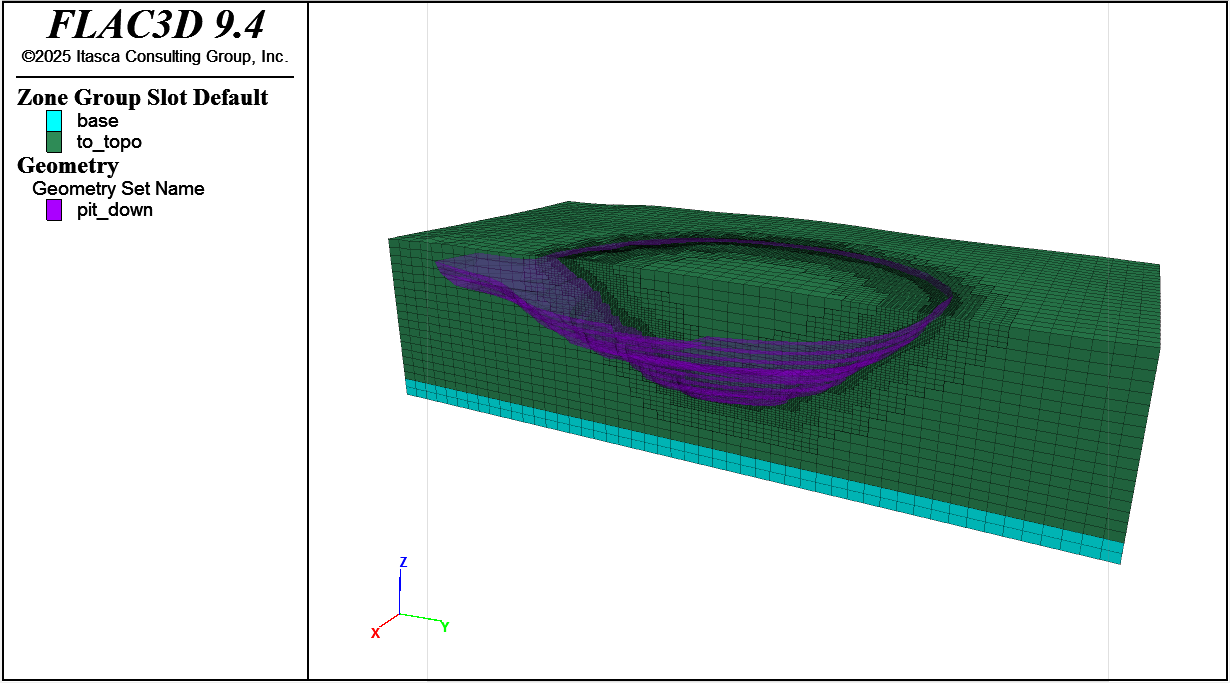 FLAC3D 9.4
©2025 Itasca Consulting Group, Inc.
Zone Group Slot Default
base
to_topo
Geometry
Geometry Set Name
pit_down
Z
X
Y